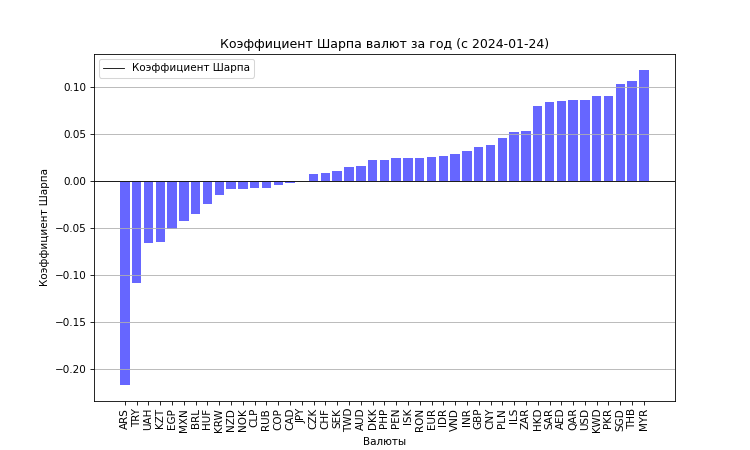 Коэффициент Шарпа валют за год (с 2024-01-24)
Коэффициент Шарпа
0.10
0.05
0.00
−0.05
−0.10
−0.15
−0.20
Коэффициент Шарпа
ARS TRY UAH KZT EGP MXN BRL HUF KRW NZD NOK CLP RUB COP CAD JPY CZK CHF SEK TWD AUD DKK PHP PEN ISK RON EUR IDR VND INR GBP CNY PLN ILS ZAR HKD SAR AED QAR USD KWD PKR SGD THB MYR
Валюты